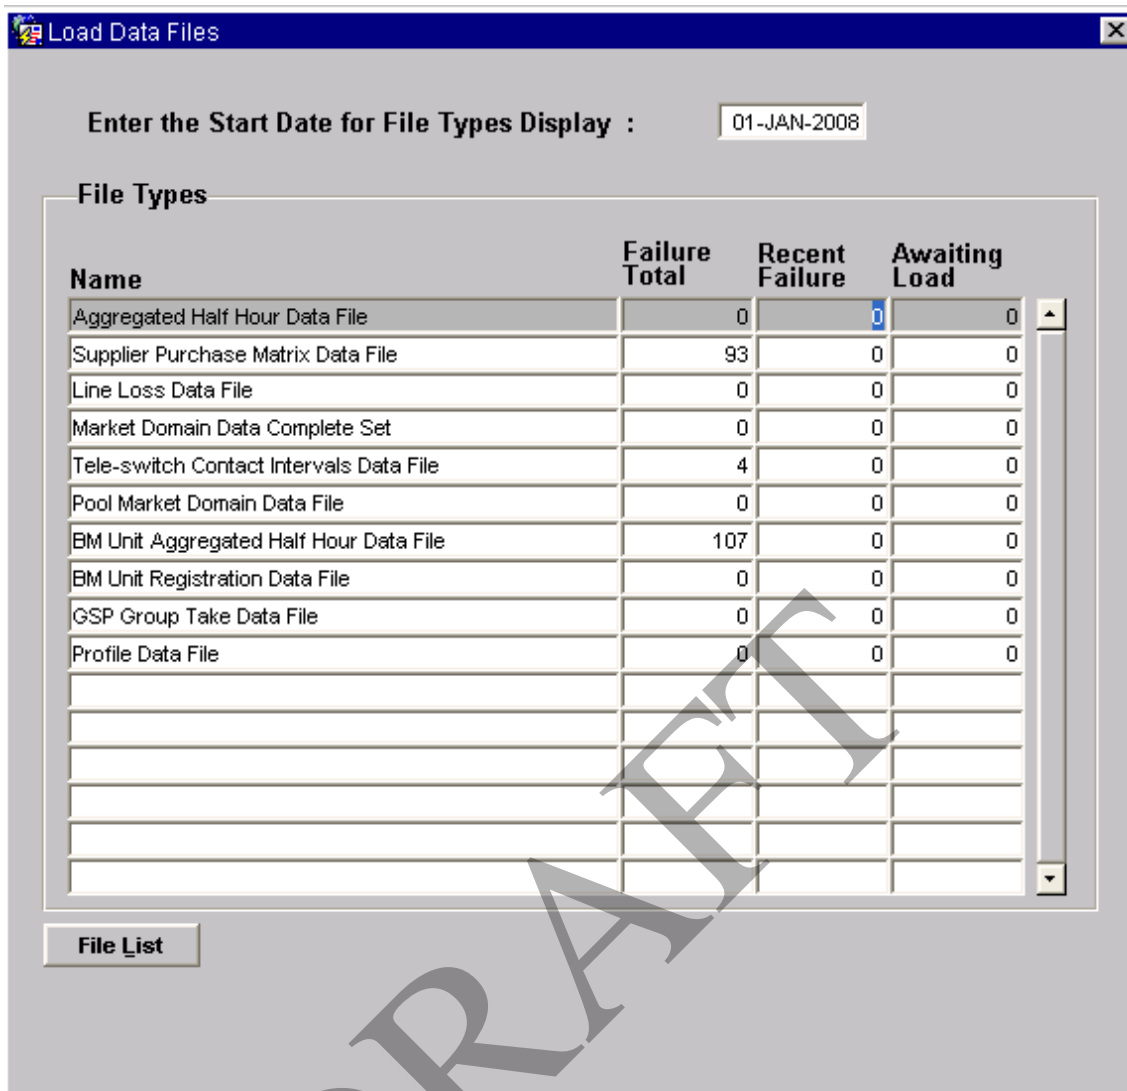 Load Data Files
Enter the Start Date for File Types Display : 01-JAN-2008
File Types
Name Failure Total Recent Failure Awaiting Load
Aggregated Half Hour Data File 0 0 0
Supplier Purchase Matrix Data File 93 0 0
Line Loss Data File 0 0 0
Market Domain Data Complete Set 0 0 0
Tele-switch Contact Intervals Data File 4 0 0
Pool Market Domain Data File 0 0 0
BM Unit Aggregated Half Hour Data File 107 0 0
BM Unit Registration Data File 0 0 0
GSP Group Take Data File 0 0 0
Profile Data File 0 0 0
File List
DRAFT